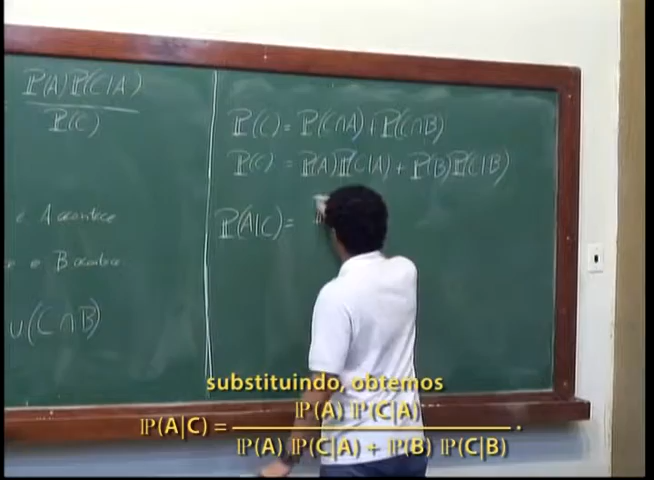 ℙ(A)ℙ(C|A)
ℙ(C)
A acontece
e B acontece
∪(C∩B)
ℙ(C) = ℙ(C∩A)+ℙ(C∩B)
ℙ(C) = ℙ(A)ℙ(C|A) + ℙ(B)ℙ(C|B)
ℙ(A|C) =
substituindo, obtemos
ℙ(A|C) = ℙ(A) ℙ(C|A) / ℙ(A) ℙ(C|A) + ℙ(B) ℙ(C|B) .